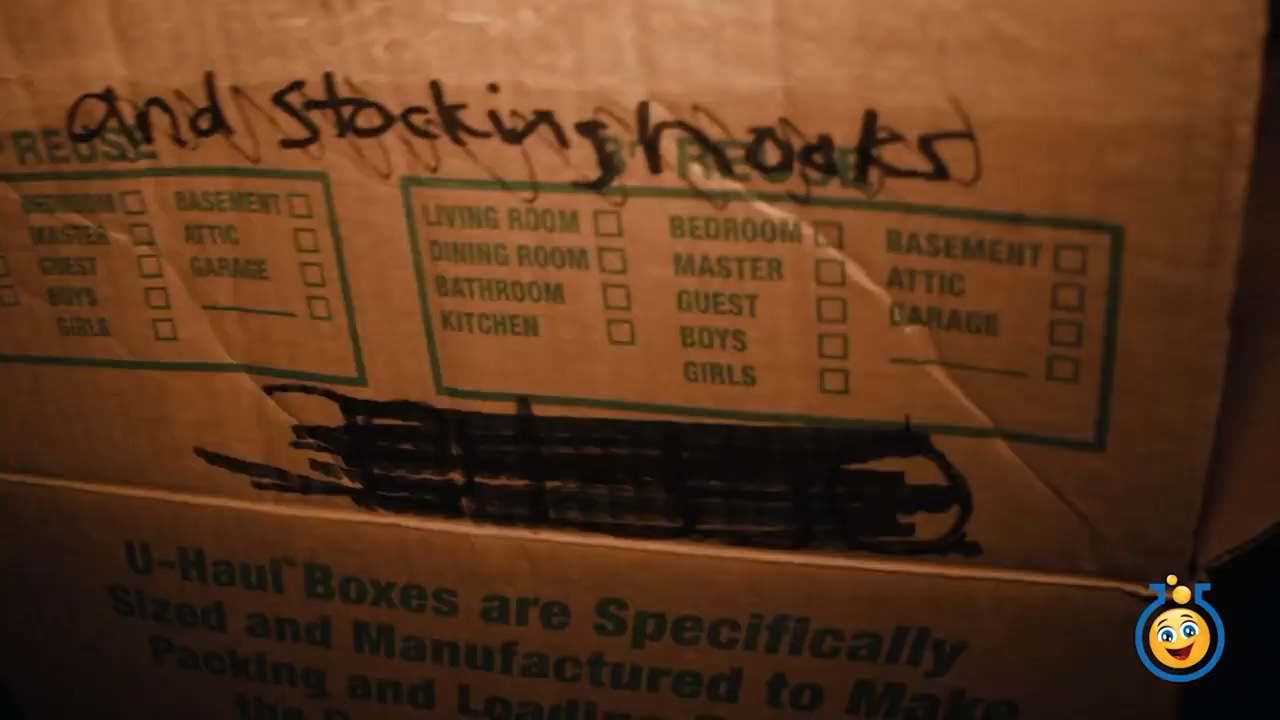 and stocking hooks
REUSE
REUSE
BEDROOM BASEMENT
MASTER ATTIC
GUEST GARAGE
BOYS
GIRLS
LIVING ROOM BEDROOM BASEMENT
DINING ROOM MASTER ATTIC
BATHROOM GUEST GARAGE
KITCHEN BOYS
GIRLS
U-Haul Boxes are Specifically
Sized and Manufactured to Make
Packing and Loading
the